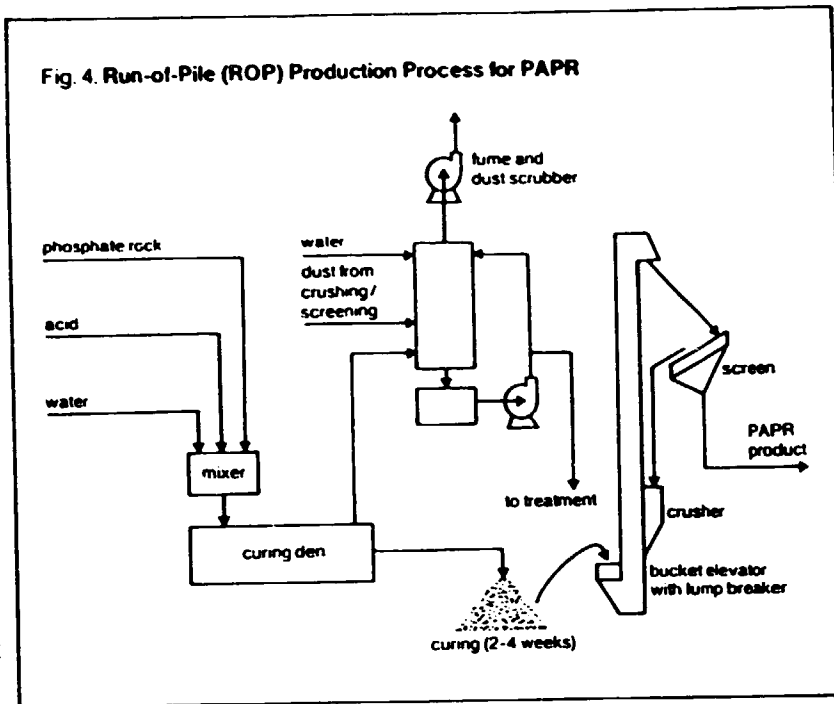 Fig. 4. Run-of-Pile (ROP) Production Process for PAPR
fume and
dust scrubber
phosphate rock
water
dust from
crushing /
screening
acid
screen
water
PAPR
product
mixer
to treatment
crusher
curing den
bucket elevator
with lump breaker
curing (2-4 weeks)